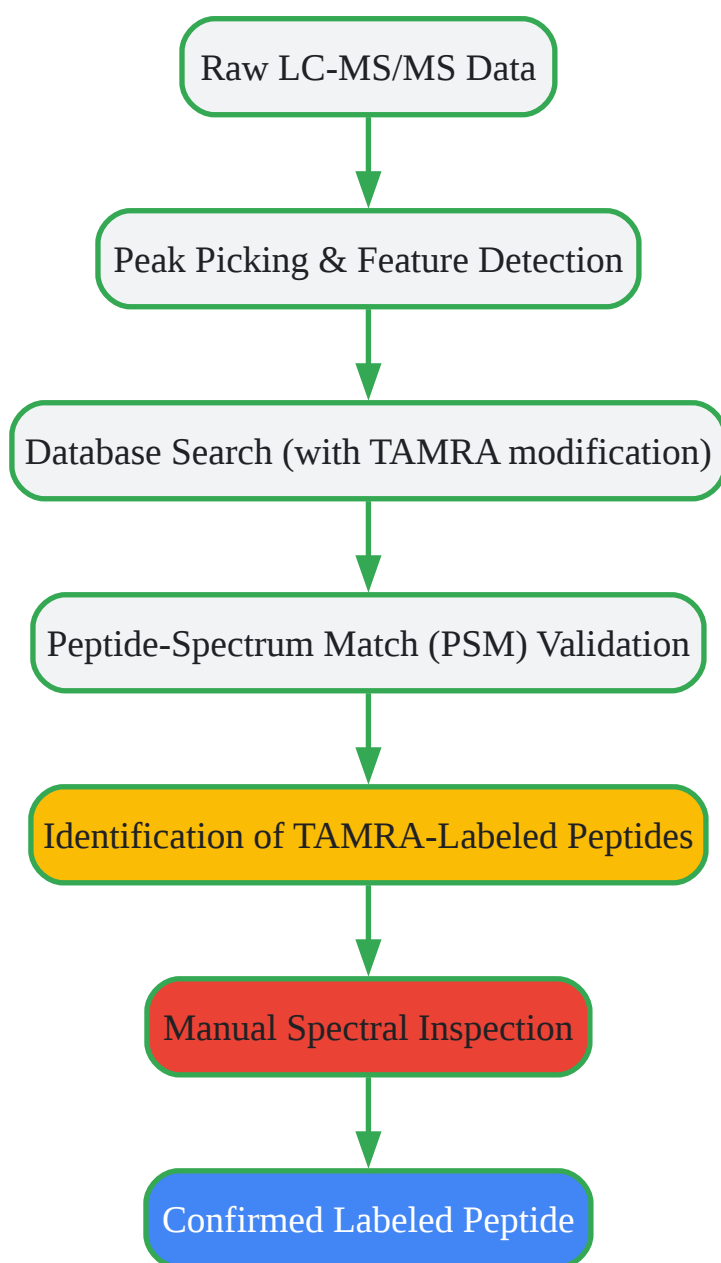 Raw LC-MS/MS Data
Peak Picking & Feature Detection
Database Search (with TAMRA modification)
Peptide-Spectrum Match (PSM) Validation
Identification of TAMRA-Labeled Peptides
Manual Spectral Inspection
Confirmed Labeled Peptide